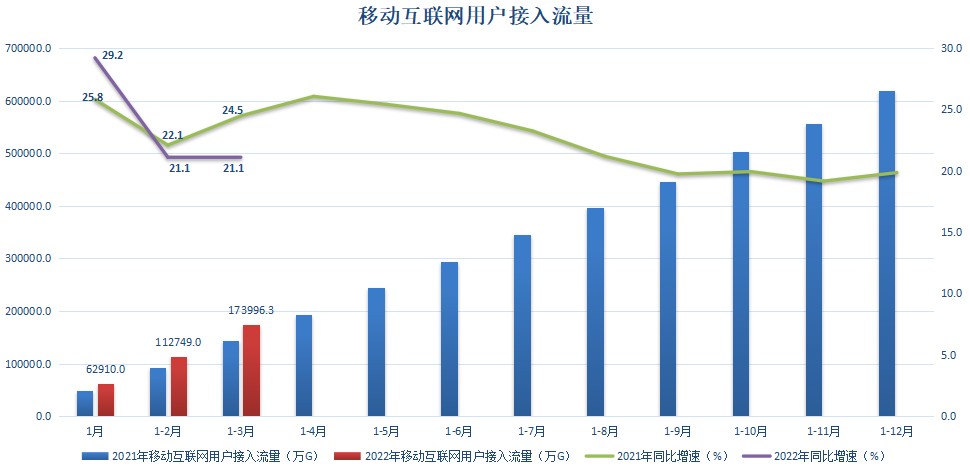 移动互联网用户接入流量
700000.0
600000.0
500000.0
400000.0
300000.0
200000.0
100000.0
0.0
30.0
25.0
20.0
15.0
10.0
5.0
0.0
29.2
25.8
22.1
24.5
21.1
21.1
62910.0
112749.0
173996.3
1月
1-2月
1-3月
1-4月
1-5月
1-6月
1-7月
1-8月
1-9月
1-10月
1-11月
1-12月
2021年移动互联网用户接入流量（万G）
2022年移动互联网用户接入流量（万G）
2021年同比增速（%）
2022年同比增速（%）